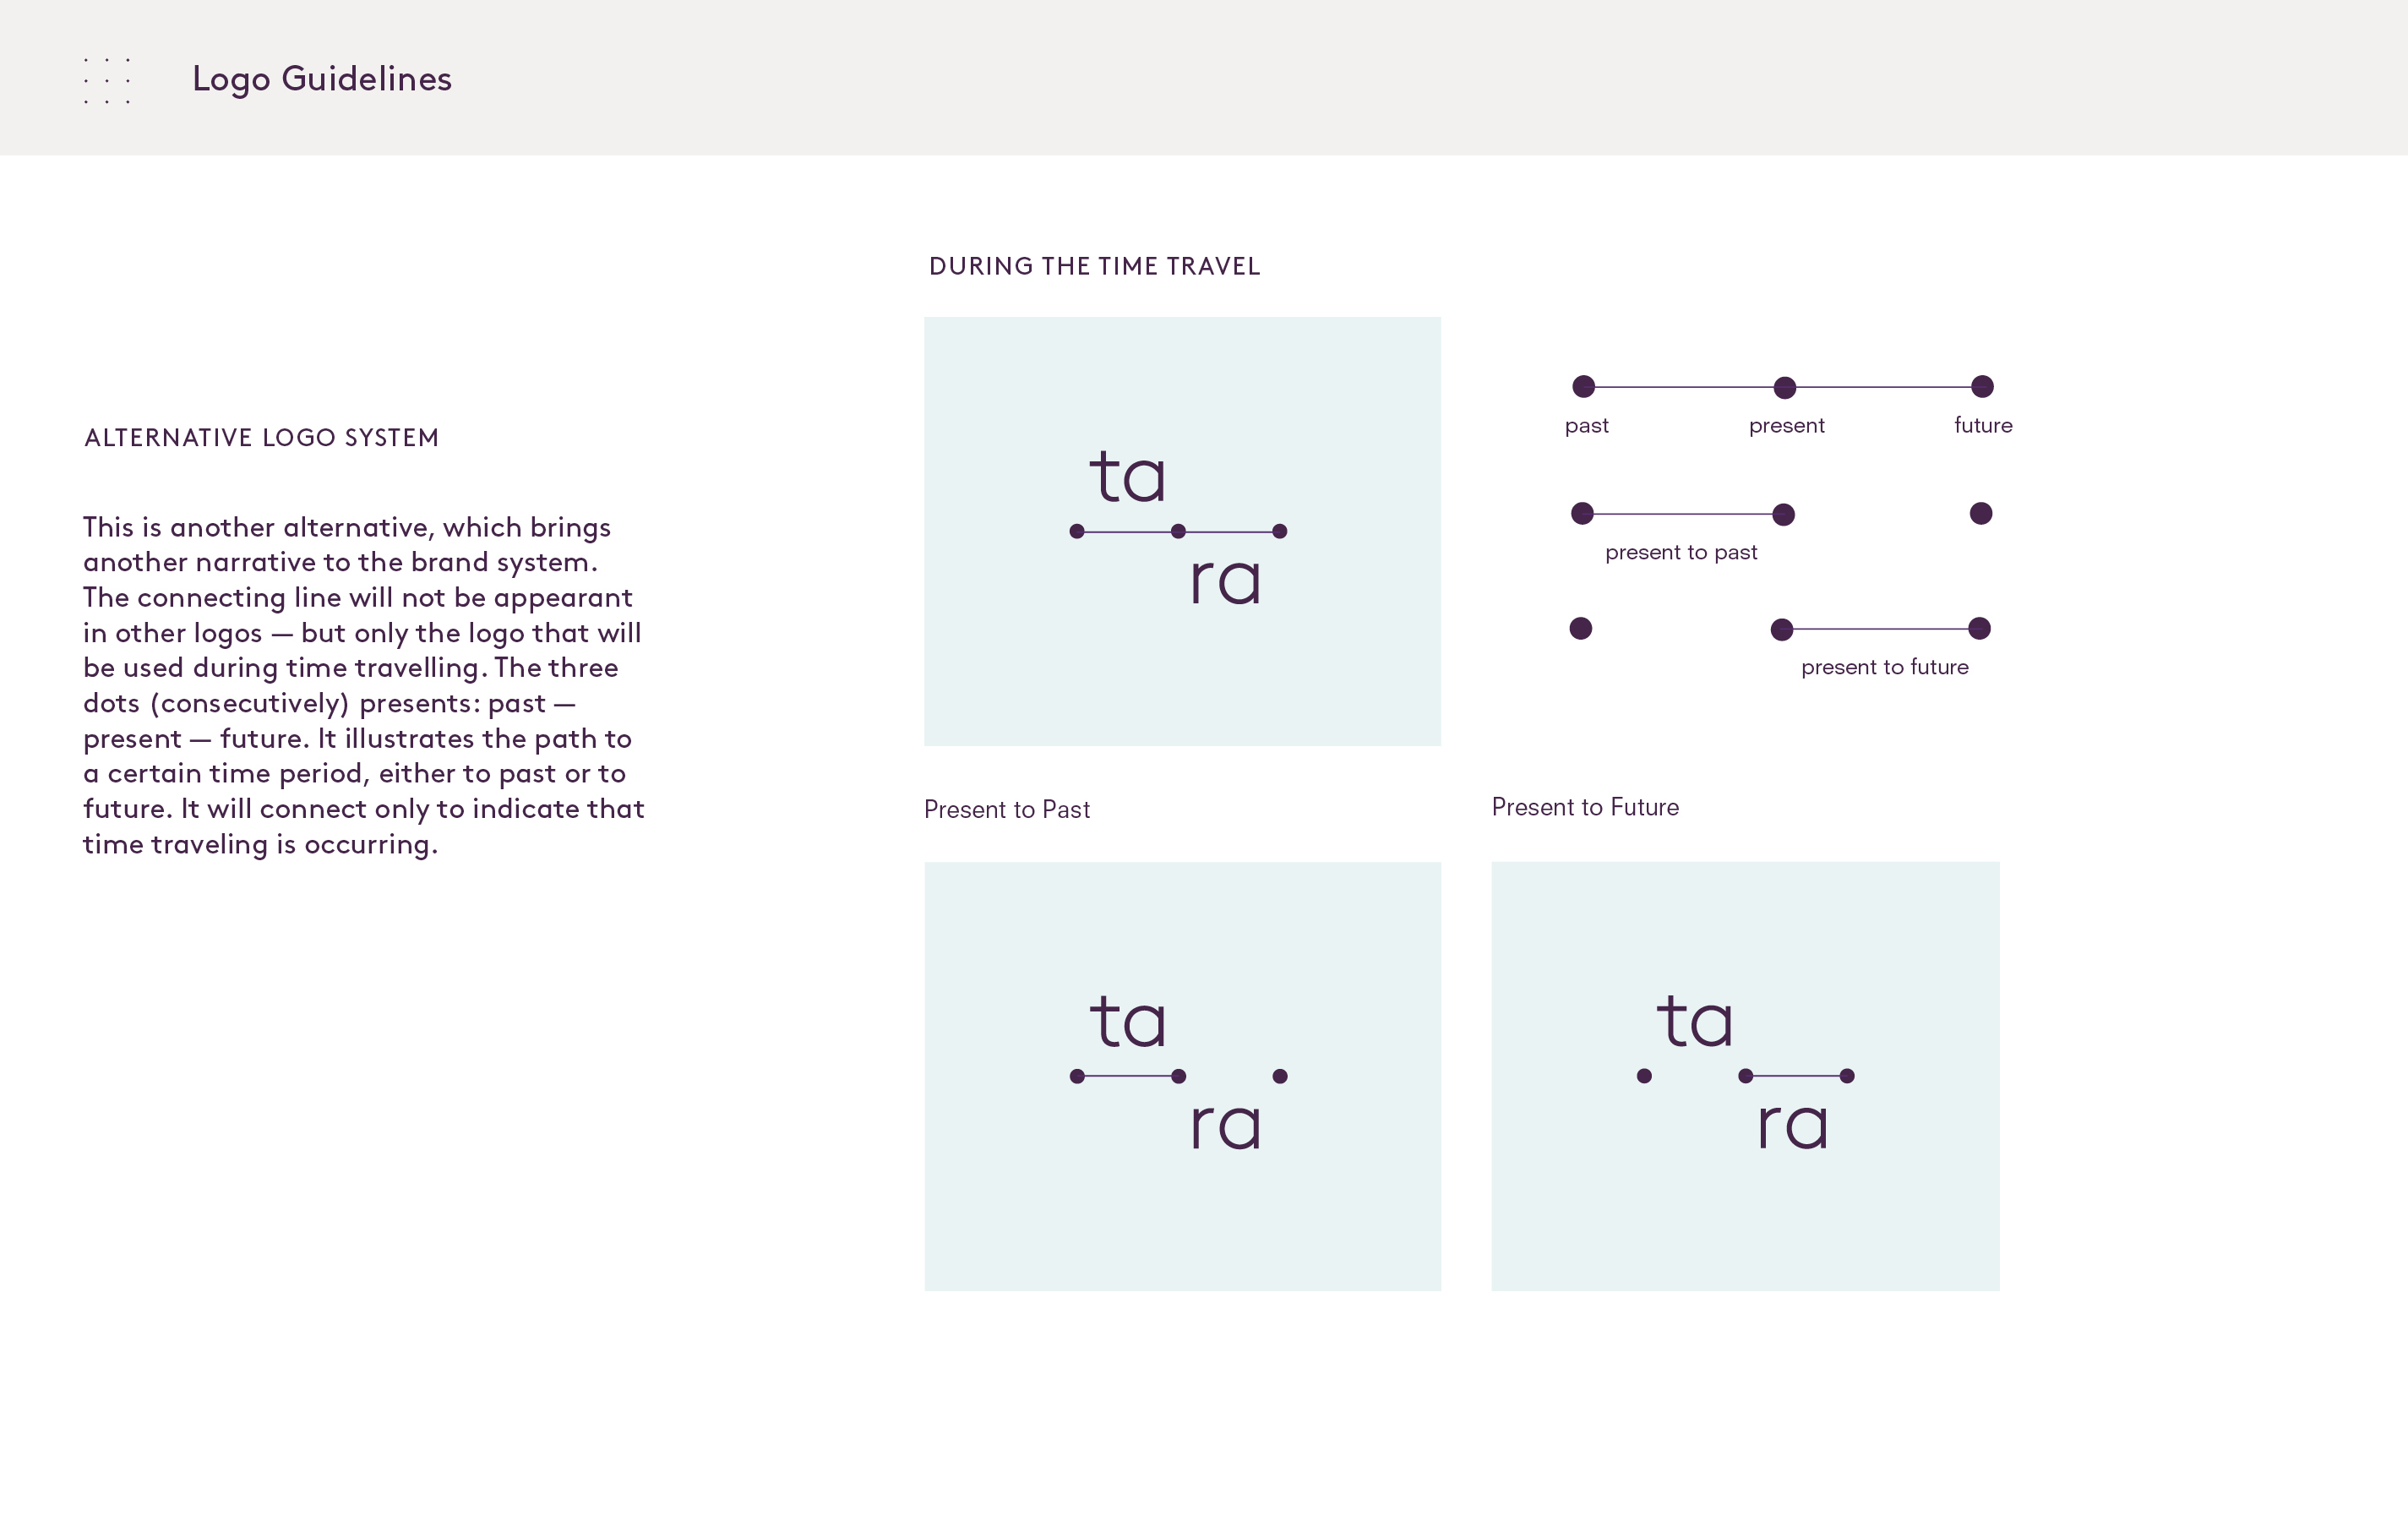 Logo Guidelines
ALTERNATIVE LOGO SYSTEM
This is another alternative, which brings
another narrative to the brand system.
The connecting line will not be appearant
in other logos — but only the logo that will
be used during time travelling. The three
dots (consecutively) presents: past —
present — future. It illustrates the path to
a certain time period, either to past or to
future. It will connect only to indicate that
time traveling is occurring.
DURING THE TIME TRAVEL
ta
ra
past present future
present to past
present to future
Present to Past
ta
ra
Present to Future
ta
ra